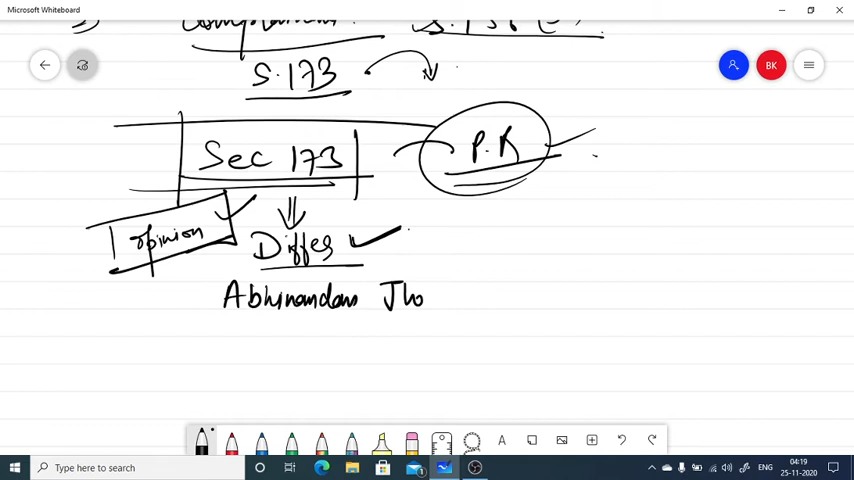 Microsoft Whiteboard
BK
S.173
Sec 173
P.R
opinion
Differ
Abhinandan Jha
Type here to search
ENG
04:19
25-11-2020